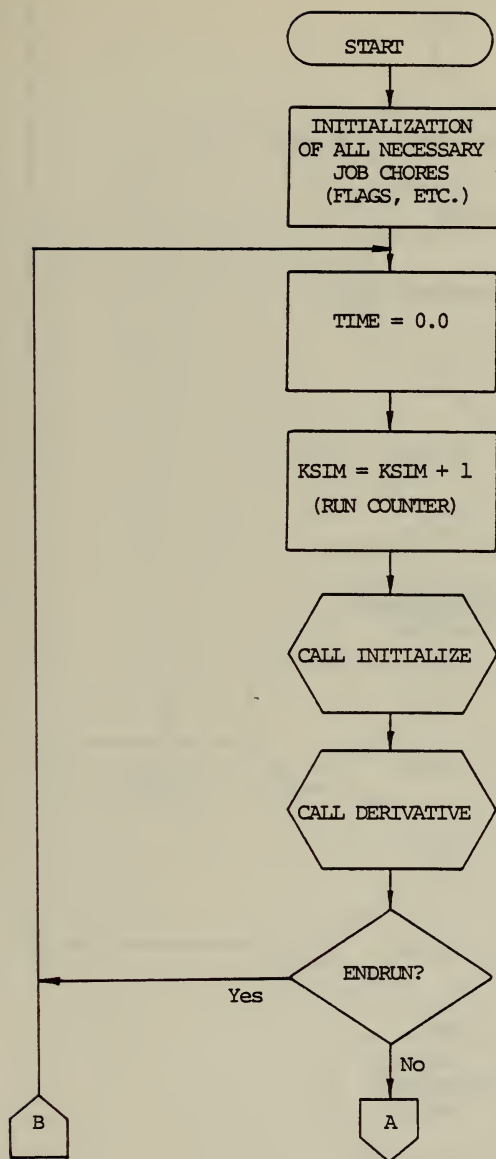 START
INITIALIZATION
OF ALL NECESSARY
JOB CHORES
(FLAGS, ETC.)
TIME = 0.0
KSIM = KSIM + 1
(RUN COUNTER)
CALL INITIALIZE
CALL DERIVATIVE
ENDRUN?
Yes
No
B
A